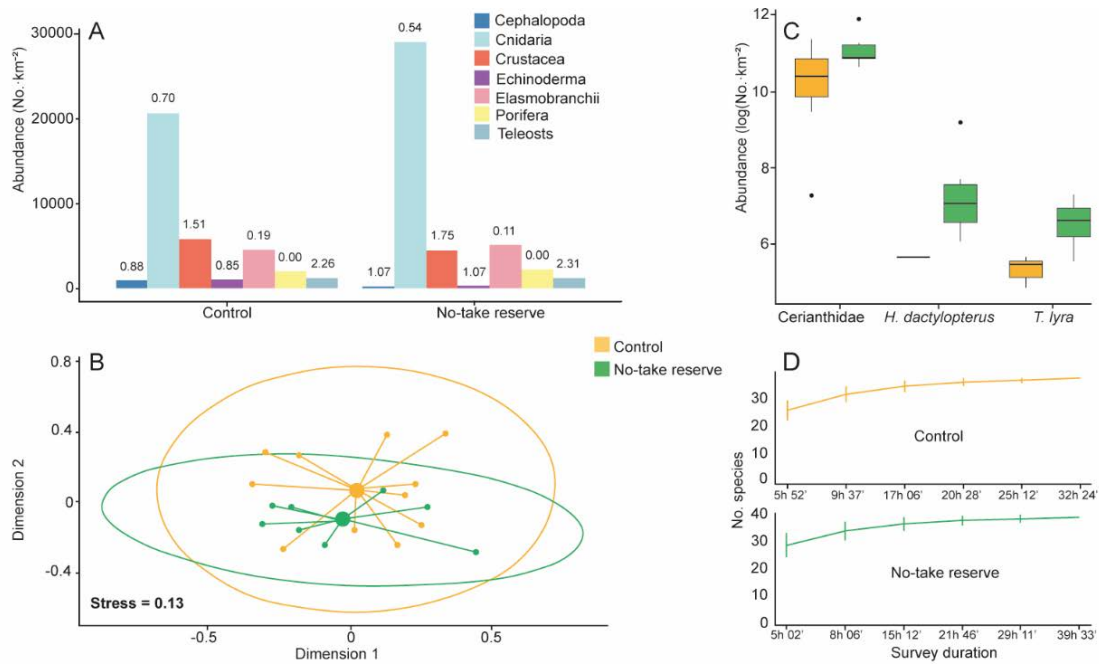 A
Abundance (No.·km⁻²)
30000
20000
10000
0
0.88
0.70
1.51
0.85
0.19
0.00
2.26
1.07
0.54
1.75
1.07
0.11
0.00
2.31
Control
No-take reserve
Cephalopoda
Cnidaria
Crustacea
Echinoderma
Elasmobranchii
Porifera
Teleosts
C
Abundance (log(No.·km⁻²)
12
10
8
6
Cerianthidae
H. dactylopterus
T. lyra
B
Dimension 2
0.8
0.4
0
-0.4
Stress = 0.13
-0.5
0
0.5
Dimension 1
Control
No-take reserve
D
No. species
30
20
10
0
Control
5h 52'
9h 37'
17h 06'
20h 28'
25h 12'
32h 24'
40
30
20
10
0
No-take reserve
5h 02'
8h 06'
15h 12'
21h 46'
29h 11'
39h 33'
Survey duration